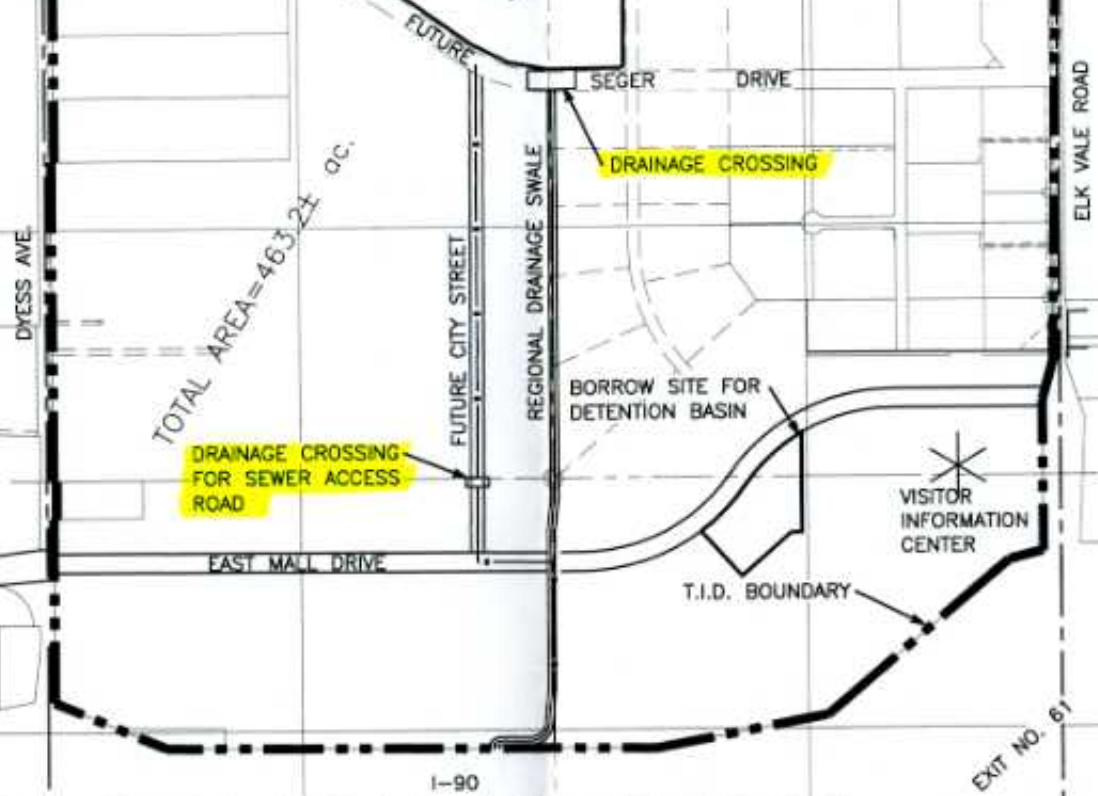 FUTURE
SEGER DRIVE
DRAINAGE CROSSING
ELK VALE ROAD
DYESS AVE.
TOTAL AREA=463.2± ac.
FUTURE CITY STREET
REGIONAL DRAINAGE SWALE
BORROW SITE FOR
DETENTION BASIN
DRAINAGE CROSSING
FOR SEWER ACCESS
ROAD
VISITOR
INFORMATION
CENTER
EAST MALL DRIVE
T.I.D. BOUNDARY
EXIT NO. 61
I-90